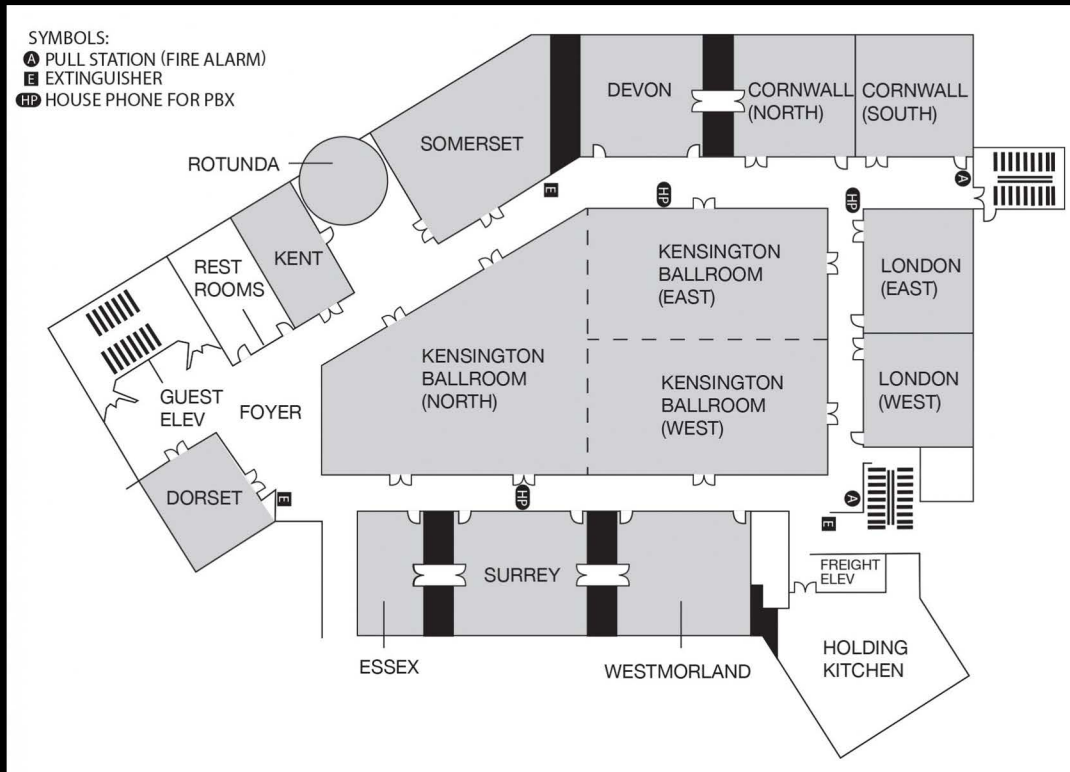 SYMBOLS:
A PULL STATION (FIRE ALARM)
E EXTINGUISHER
HP HOUSE PHONE FOR PBX
DEVON
CORNWALL
(NORTH)
CORNWALL
(SOUTH)
SOMERSET
ROTUNDA
A
E
HP
HP
KENT
REST
ROOMS
KENSINGTON
BALLROOM
(EAST)
LONDON
(EAST)
KENSINGTON
BALLROOM
(NORTH)
KENSINGTON
BALLROOM
(WEST)
LONDON
(WEST)
GUEST
ELEV
FOYER
DORSET
E
HP
A
E
FREIGHT
ELEV
SURREY
ESSEX
WESTMORLAND
HOLDING
KITCHEN